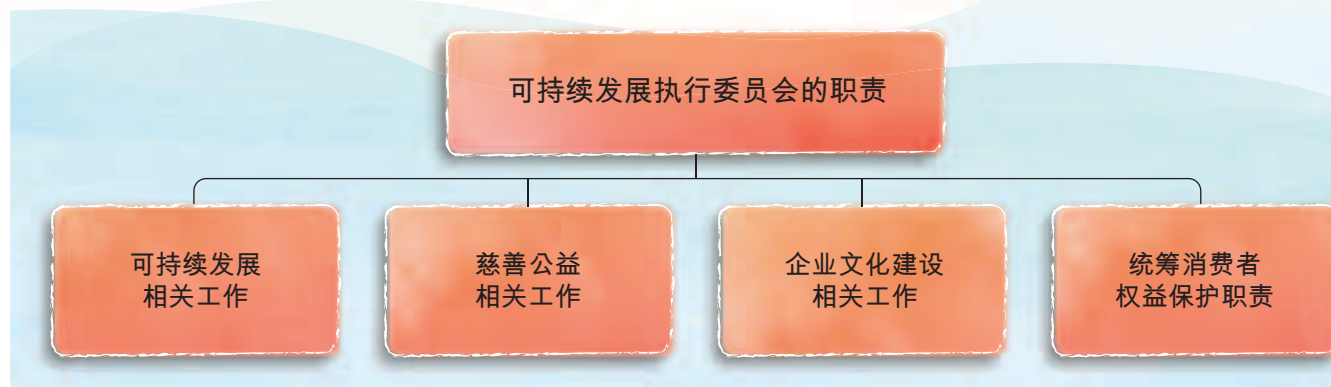 可持续发展执行委员会的职责
可持续发展
相关工作
慈善公益
相关工作
企业文化建设
相关工作
统筹消费者
权益保护职责